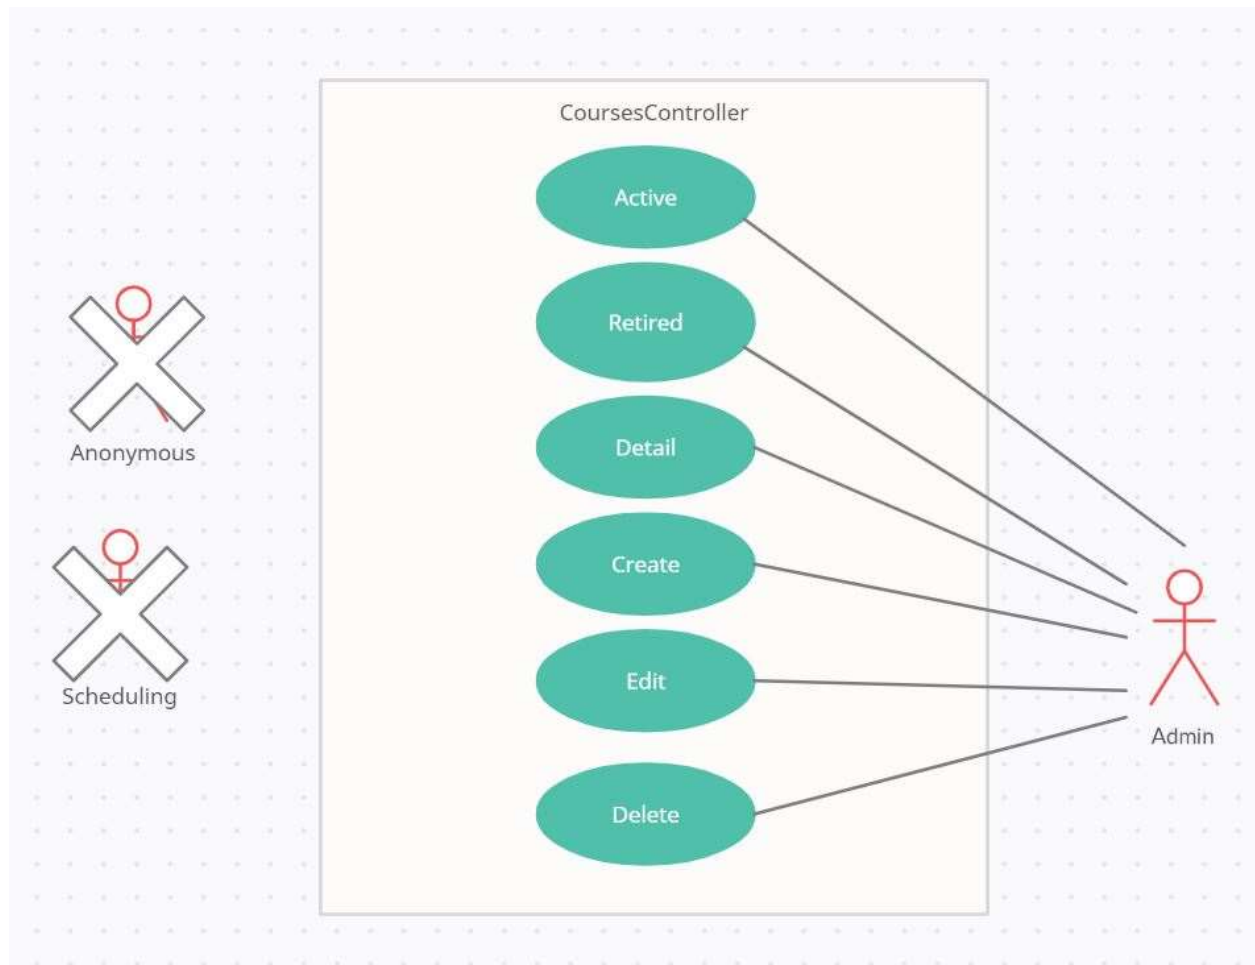 CoursesController
Active
Retired
Detail
Create
Edit
Delete
Anonymous
Scheduling
Admin